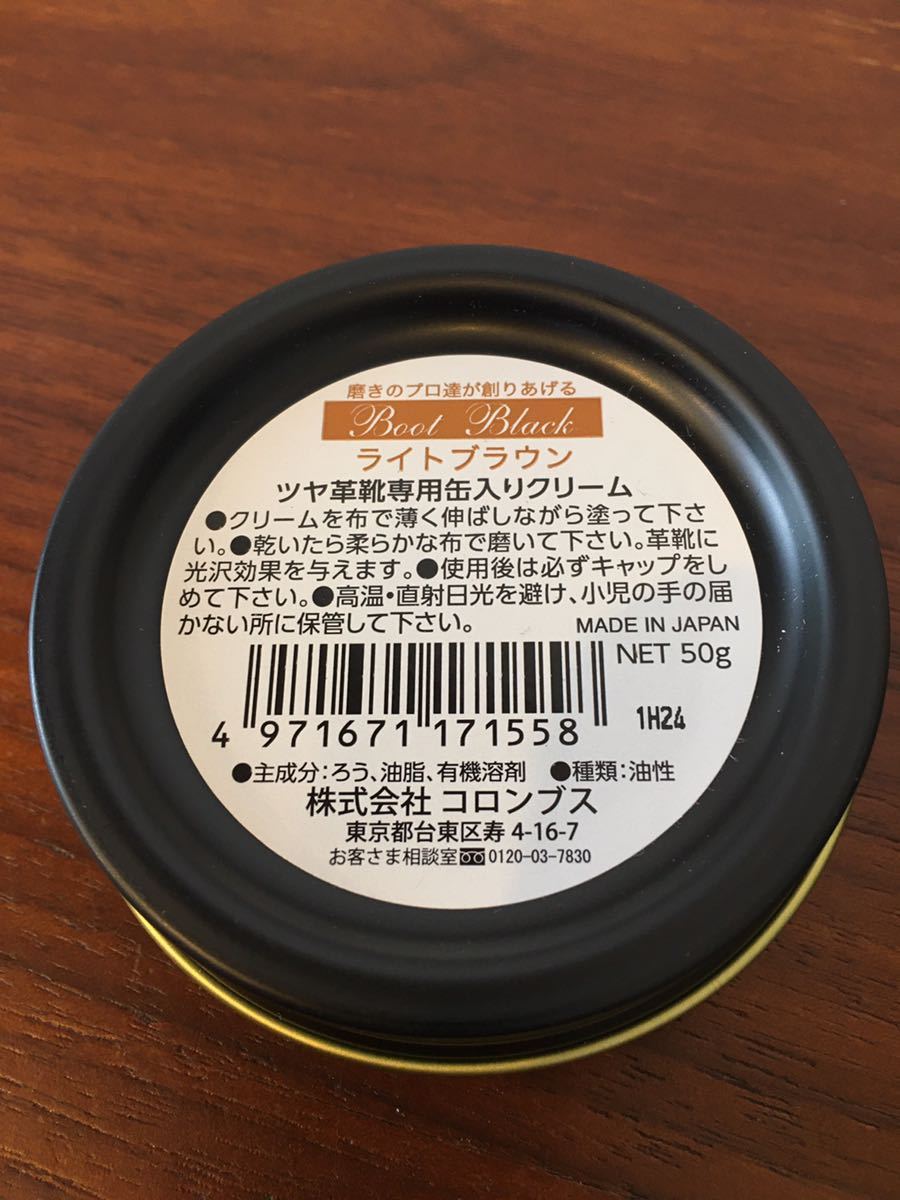 磨きのプロ達が創りあげる
Boot Black
ライトブラウン
ツヤ革靴専用缶入りクリーム
●クリームを布で薄く伸ばしながら塗って下さ
い。●乾いたら柔らかな布で磨いて下さい。革靴に
光沢効果を与えます。●使用後は必ずキャップをし
めて下さい。●高温・直射日光を避け、小児の手の届
かない所に保管して下さい。 MADE IN JAPAN
NET 50g
4 971671 171558
1H24
●主成分：ろう、油脂、有機溶剤 ●種類：油性
株式会社 コロンブス
東京都台東区寿 4-16-7
お客さま相談室 0120-03-7830